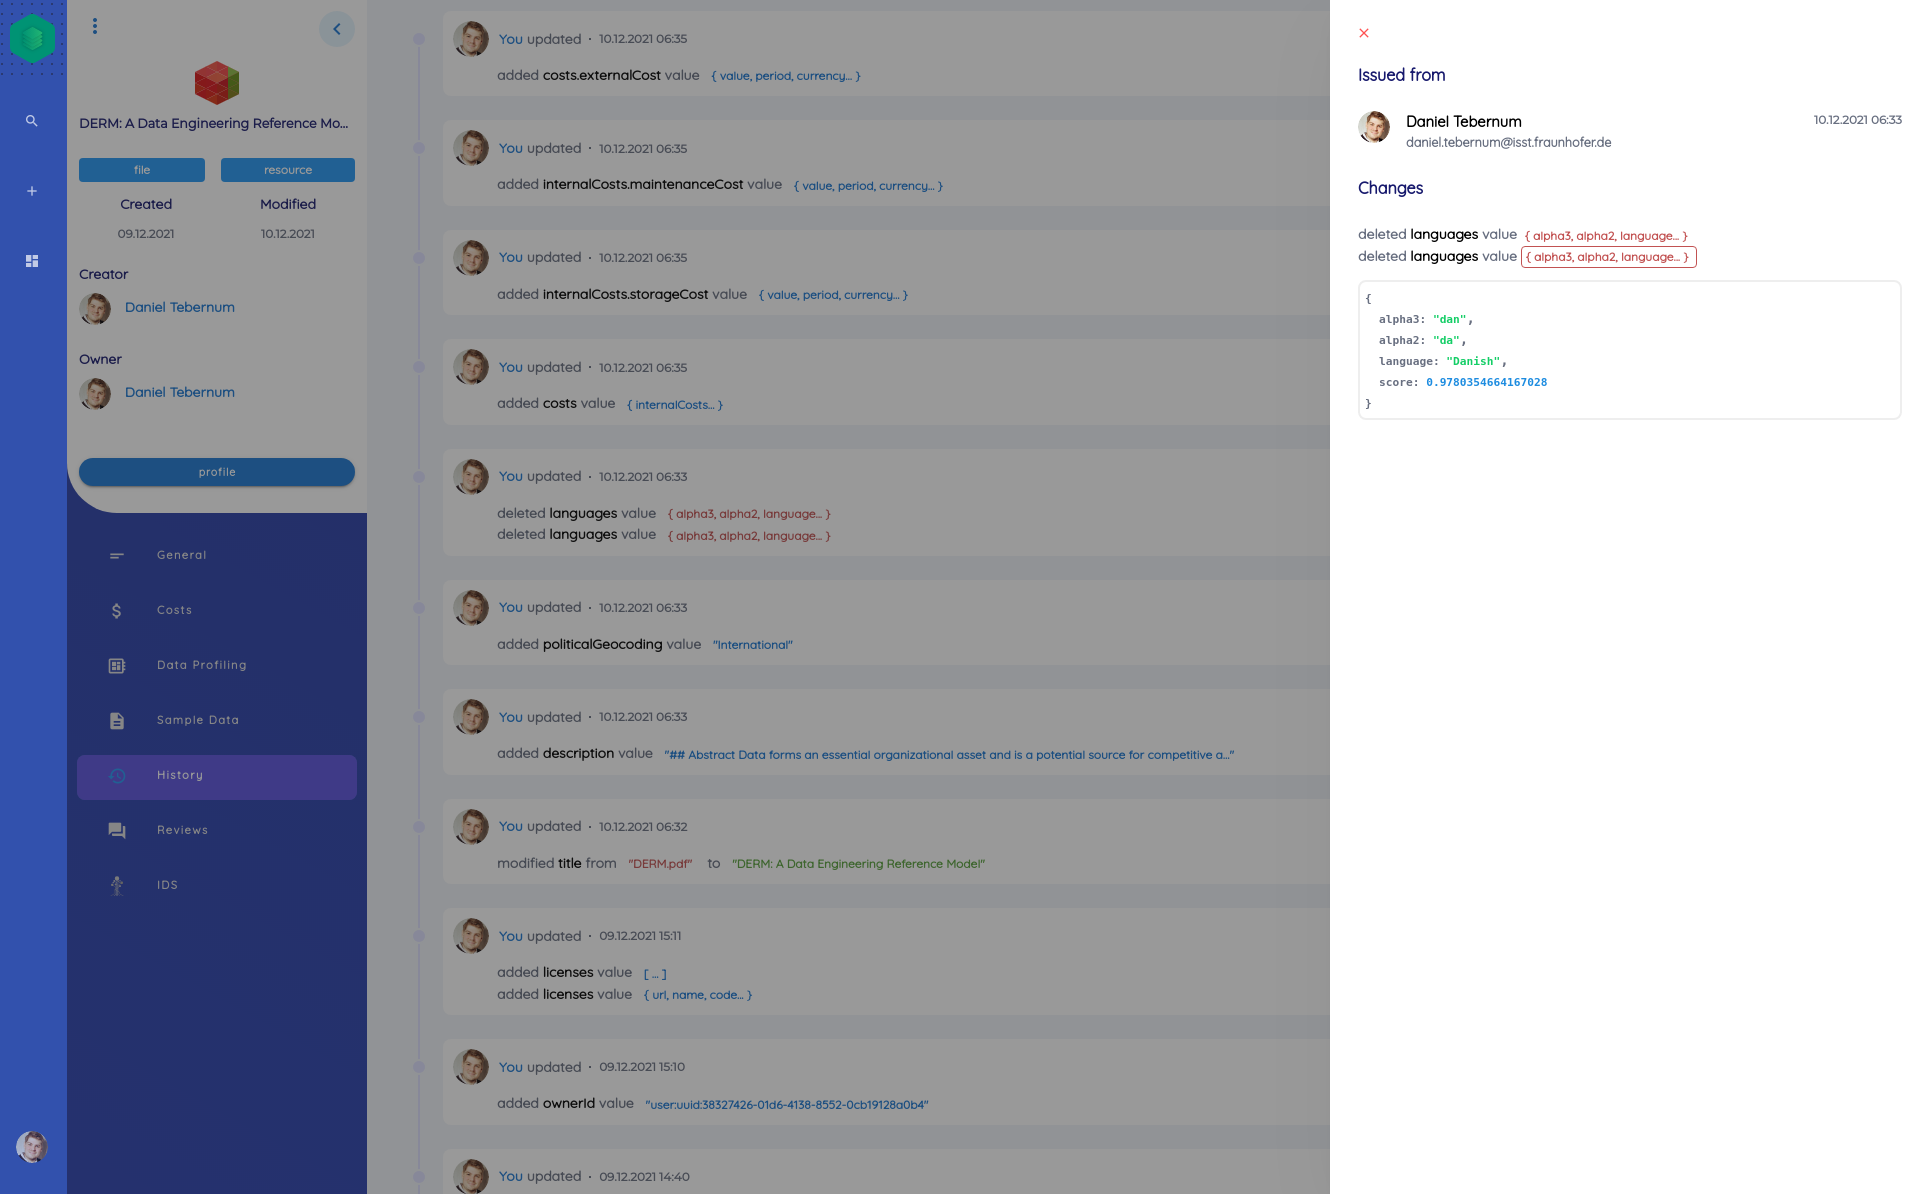 DERM: A Data Engineering Reference Mo...
file
resource
Created
Modified
09.12.2021
10.12.2021
Creator
Daniel Tebernum
Owner
Daniel Tebernum
profile
General
Costs
Data Profiling
Sample Data
History
Reviews
IDS
You updated · 10.12.2021 06:35
added costs.externalCost value { value, period, currency... }
You updated · 10.12.2021 06:35
added internalCosts.maintenanceCost value { value, period, currency... }
You updated · 10.12.2021 06:35
added internalCosts.storageCost value { value, period, currency... }
You updated · 10.12.2021 06:35
added costs value { internalCosts... }
You updated · 10.12.2021 06:33
deleted languages value { alpha3, alpha2, language... }
deleted languages value { alpha3, alpha2, language... }
You updated · 10.12.2021 06:33
added politicalGeocoding value "International"
You updated · 10.12.2021 06:33
added description value "## Abstract Data forms an essential organizational asset and is a potential source for competitive a..."
You updated · 10.12.2021 06:32
modified title from "DERM.pdf" to "DERM: A Data Engineering Reference Model"
You updated · 09.12.2021 15:11
added licenses value [ ... ]
added licenses value { url, name, code... }
You updated · 09.12.2021 15:10
added ownerId value "user:uuid:38327426-01d6-4138-8552-0cb19128a0b4"
You updated · 09.12.2021 14:40
Issued from
Daniel Tebernum
10.12.2021 06:33
daniel.tebernum@isst.fraunhofer.de
Changes
deleted languages value { alpha3, alpha2, language... }
deleted languages value { alpha3, alpha2, language... }
{
alpha3: "dan",
alpha2: "da",
language: "Danish",
score: 0.9780354664167028
}